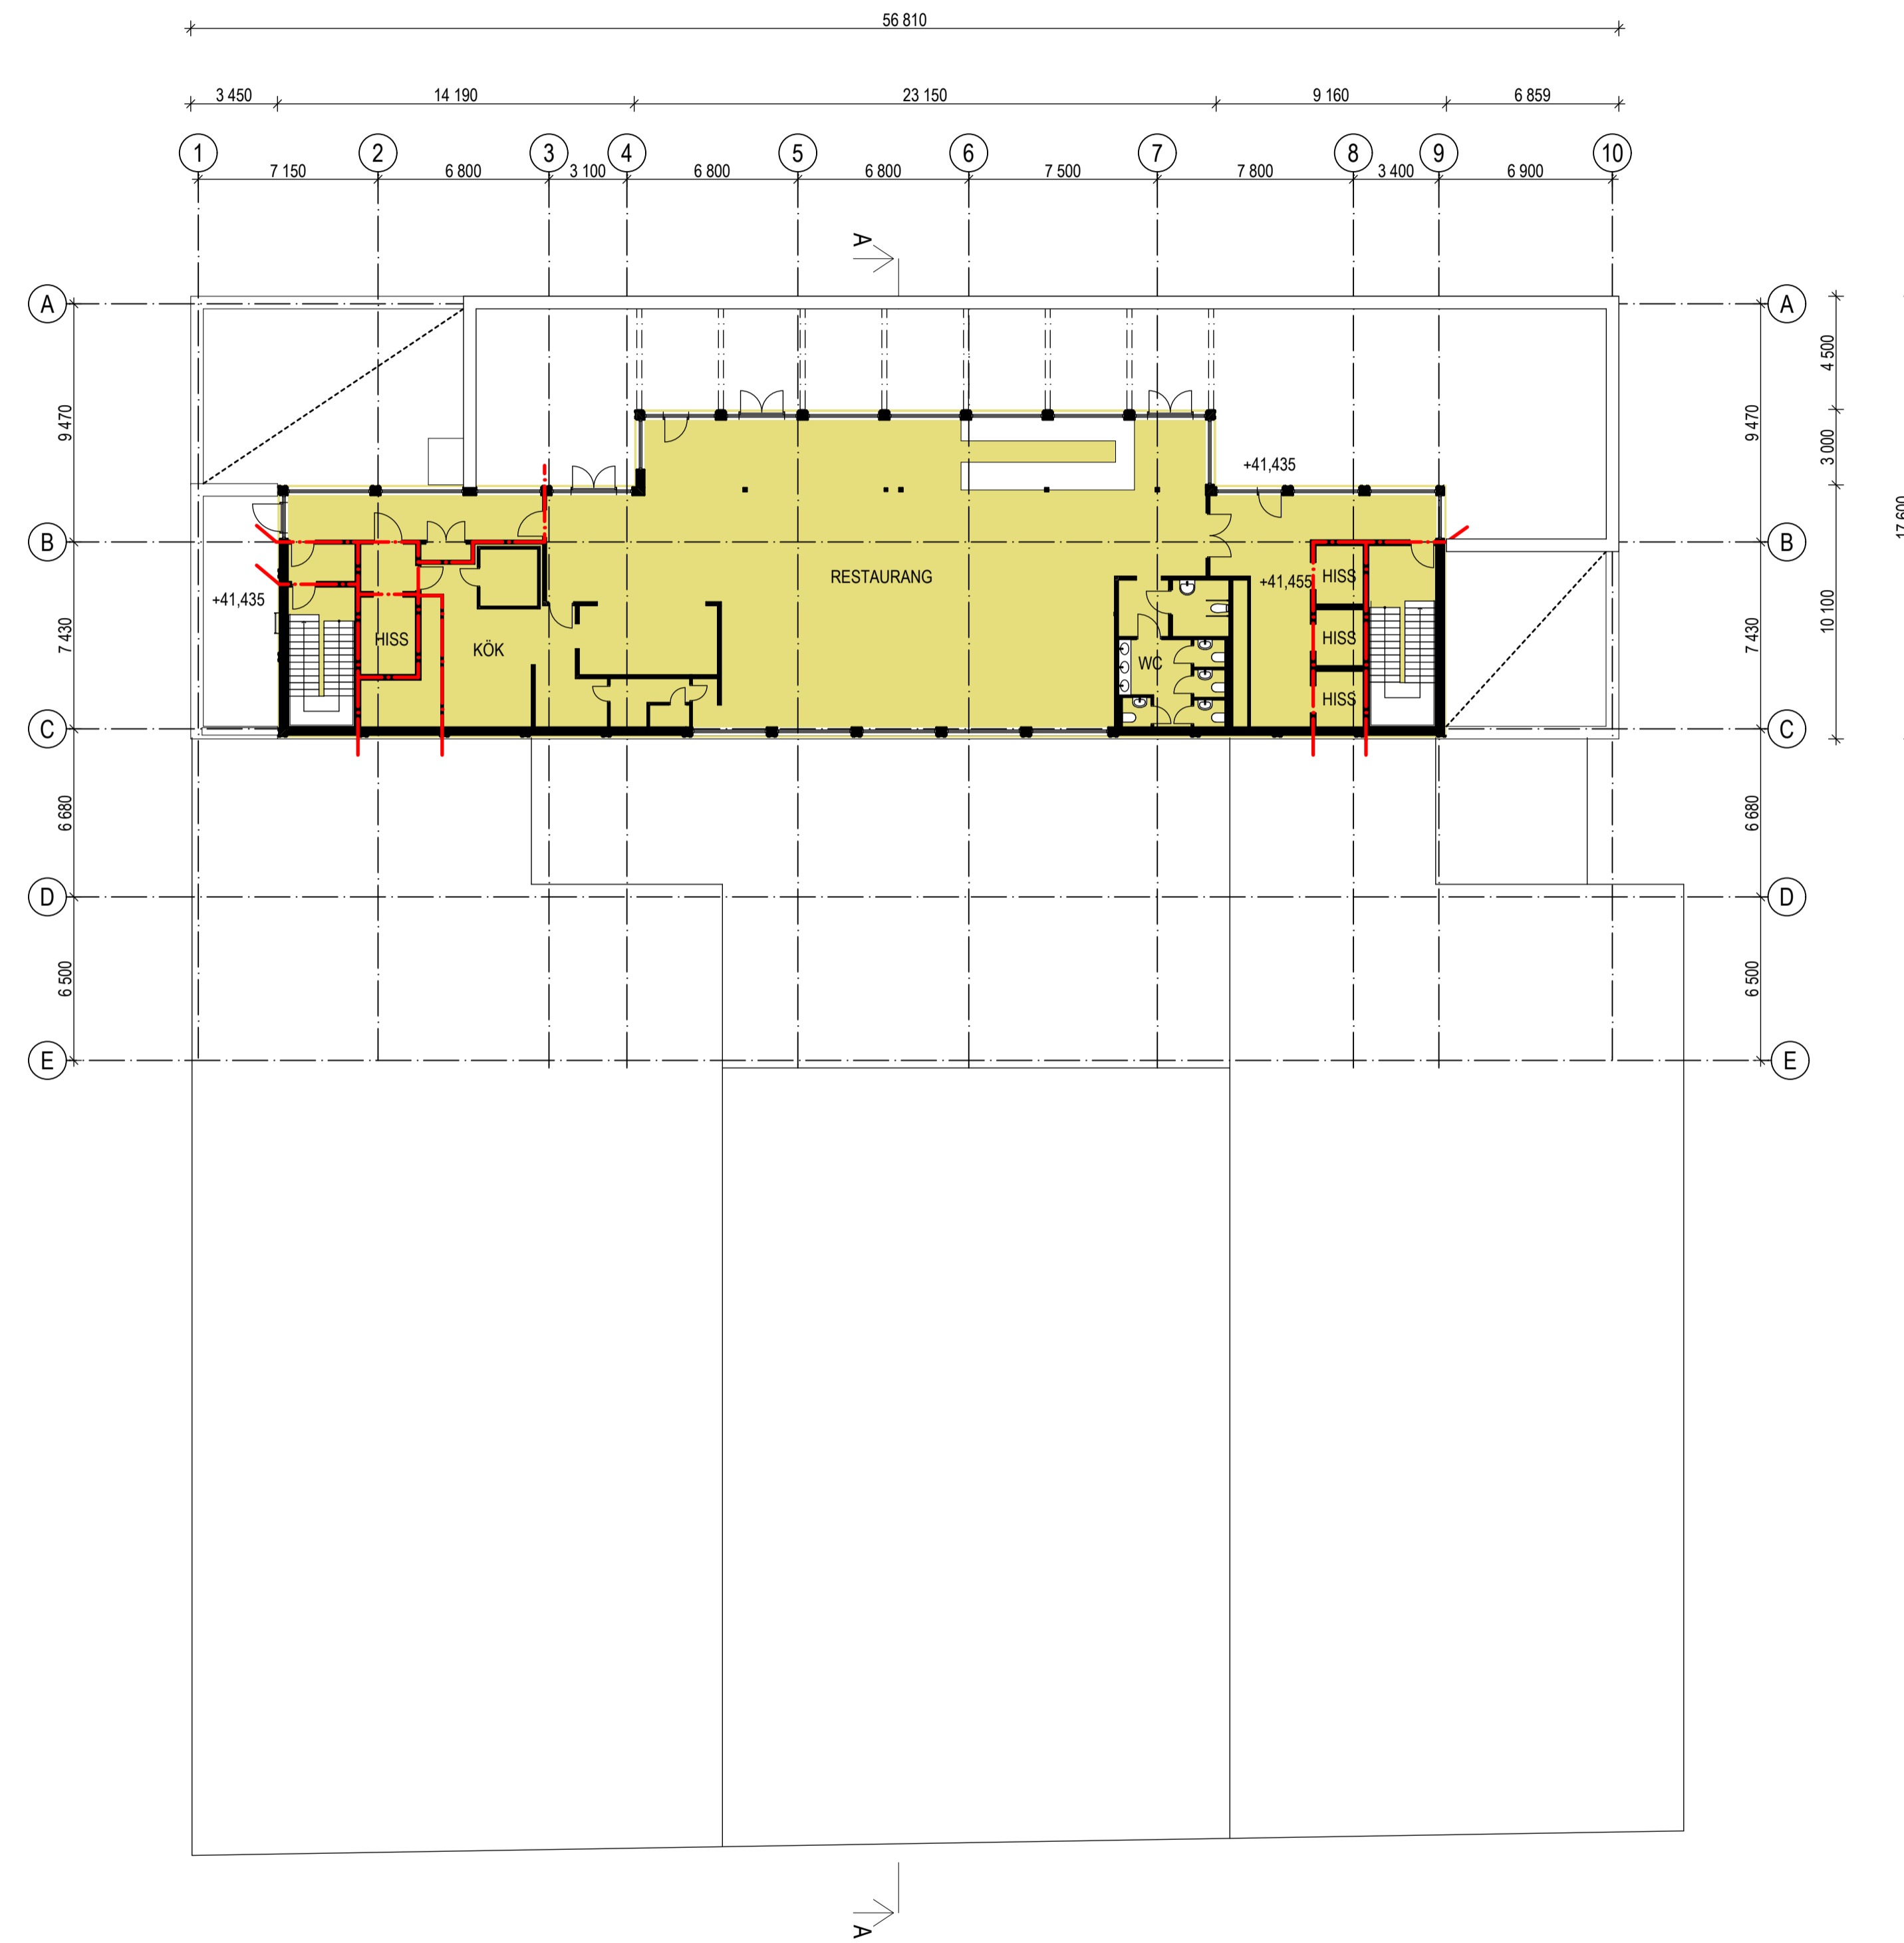 56 810
3 450 14 190 23 150 9 160 6 859
1 2 3 4 5 6 7 8 9 10
7 150 6 800 3 100 6 800 6 800 7 500 7 800 3 400 6 900
A
A A
4 500
9 470 9 470
3 000
+41,435
17 600
B B
RESTAURANG
HISS
+41,455
+41,435
10 100
7 430 HISS KÖK HISS 7 430
WC
HISS
C C
6 680 6 680
D D
6 500 6 500
E E
A